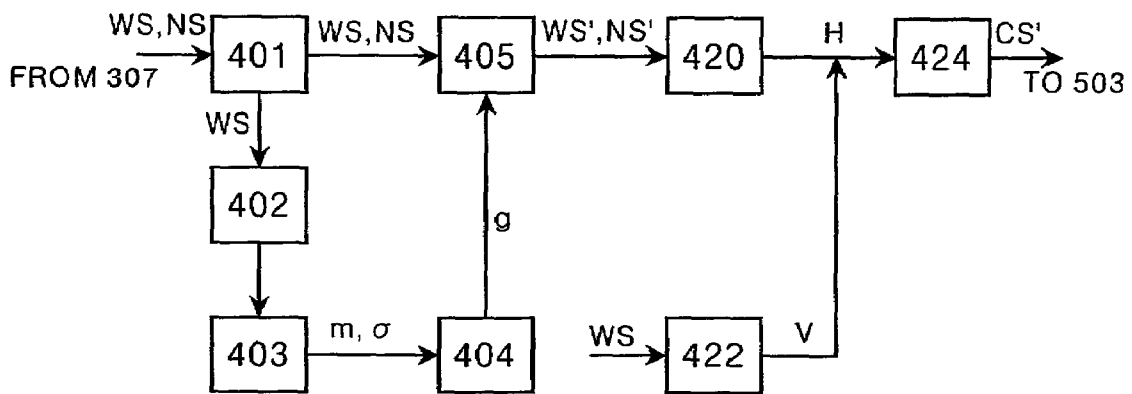 WS,NS
FROM 307
401
WS,NS
405
WS',NS'
420
H
424
CS'
TO 503
WS
402
g
403
m, σ
404
WS
422
V